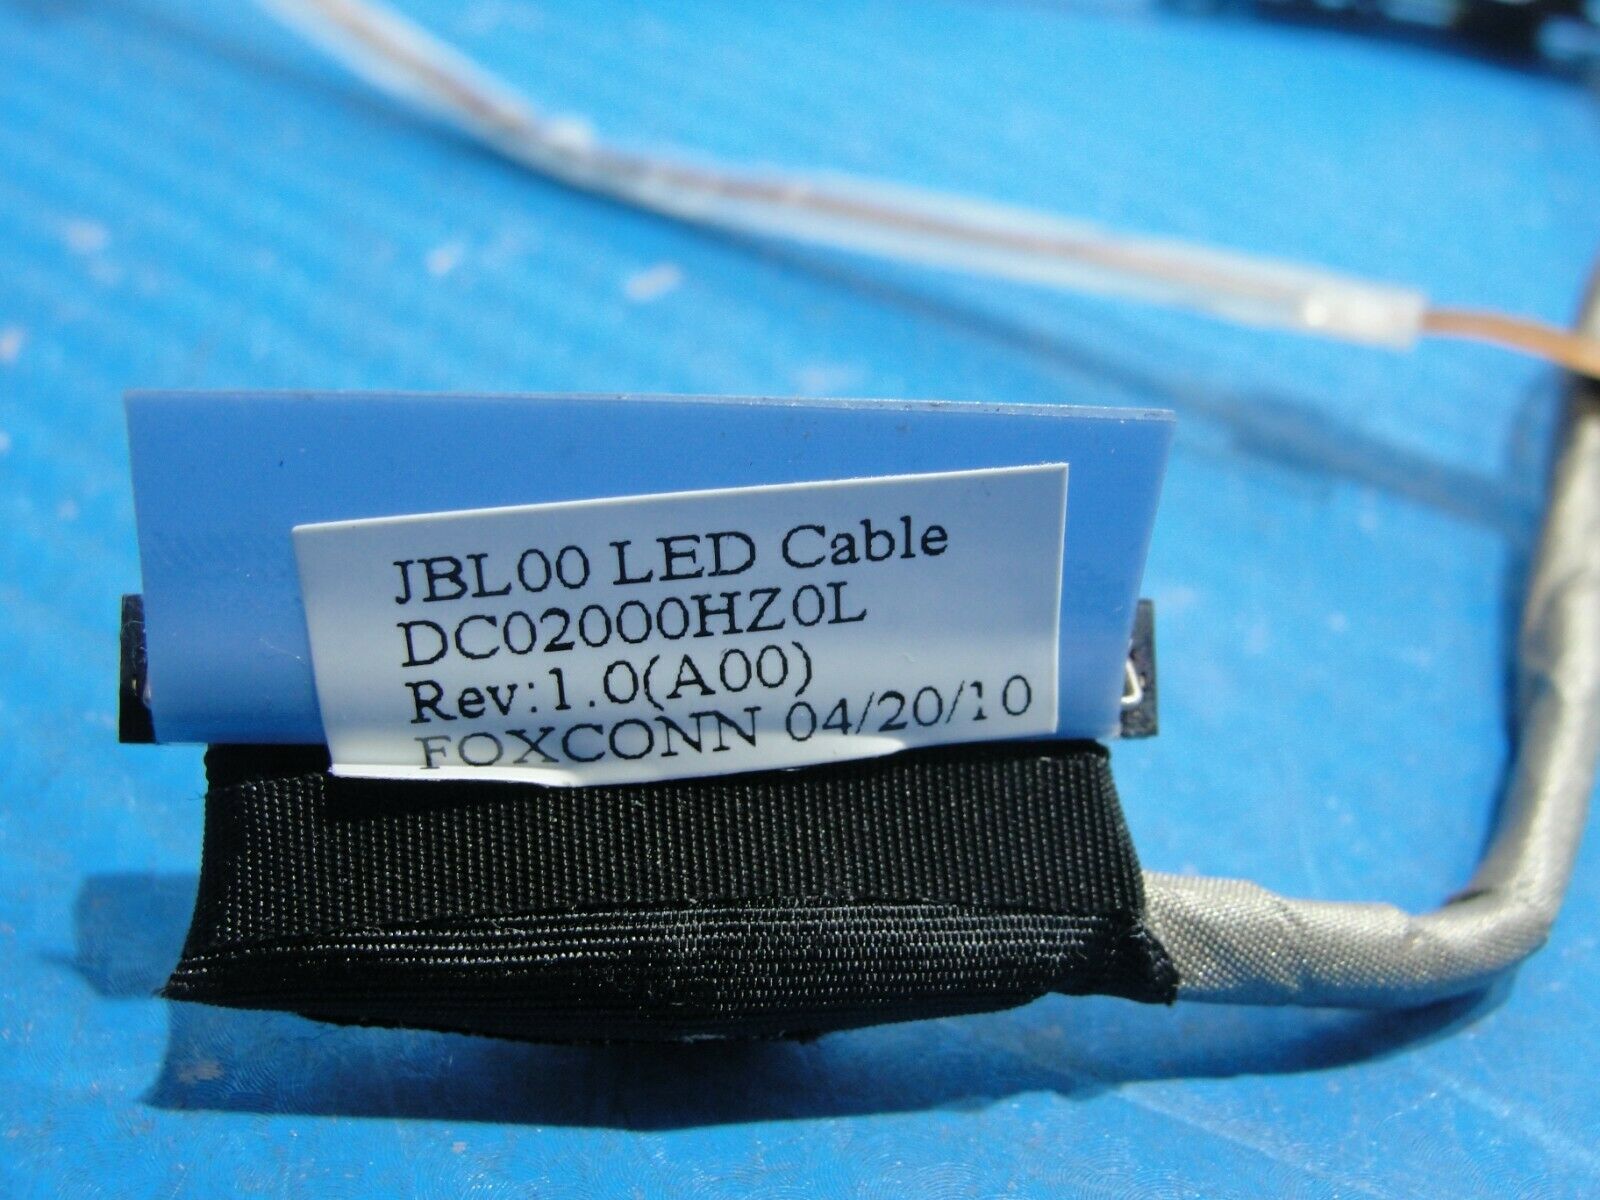 JBL00 LED Cable
DC02000HZ0L
Rev:1.0(A00)
FOXCONN 04/20/10